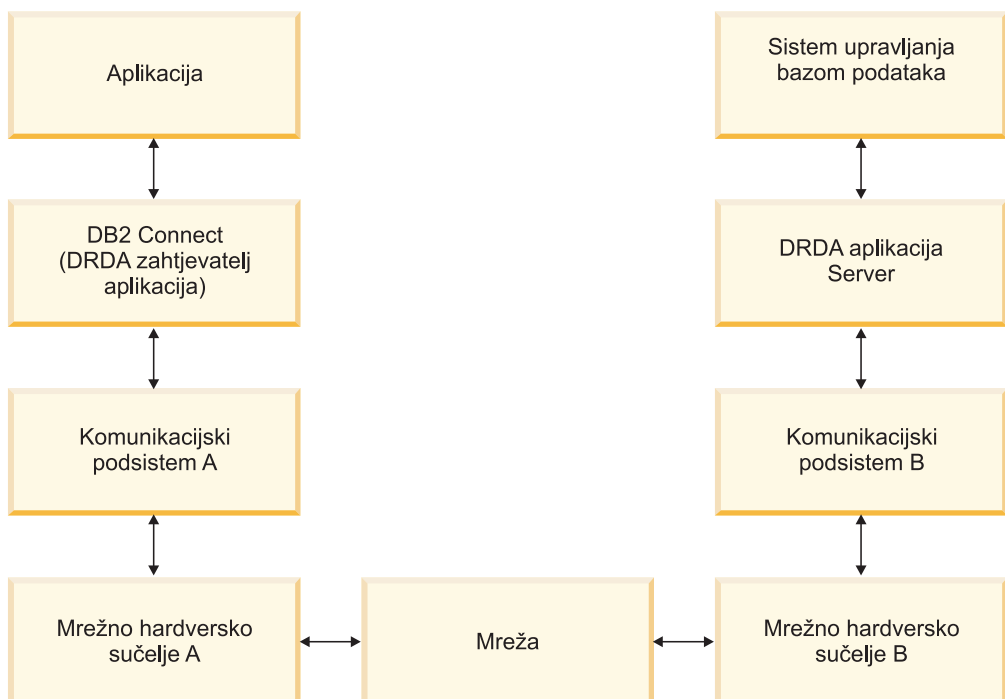 Aplikacija
Sistem upravljanja
bazom podataka
DB2 Connect
(DRDA zahtjevatelj
aplikacija)
DRDA aplikacija
Server
Komunikacijski
podsistem A
Komunikacijski
podsistem B
Mrežno hardversko
sučelje A
Mreža
Mrežno hardversko
sučelje B